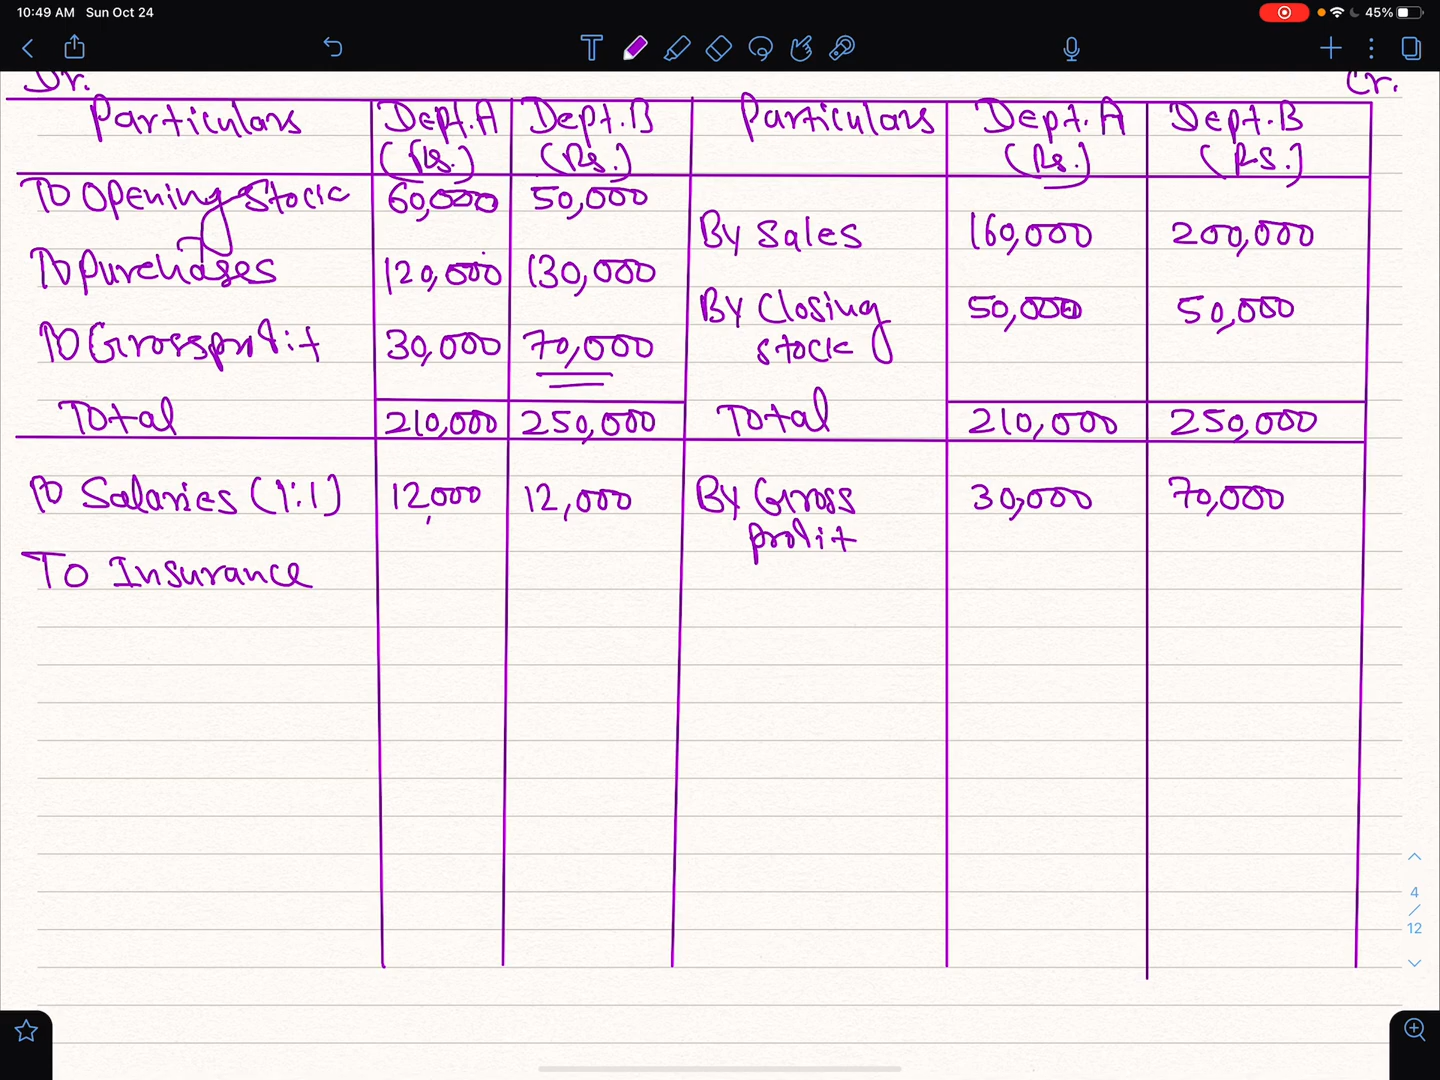 10:49 AM Sun Oct 24 45%
Dr. Cr.
Particulars Dept.A Dept.B Particulars Dept.A Dept.B
(Rs.) (Rs.) (Rs.) (Rs.)
To Opening Stock 60,000 50,000
By Sales 160,000 200,000
To Purchases 120,000 130,000
By Closing 50,000 50,000
stock
To Gross profit 30,000 70,000
Total 210,000 250,000 Total 210,000 250,000
To Salaries (1:1) 12,000 12,000 By Gross 30,000 70,000
profit
To Insurance
4
/
12